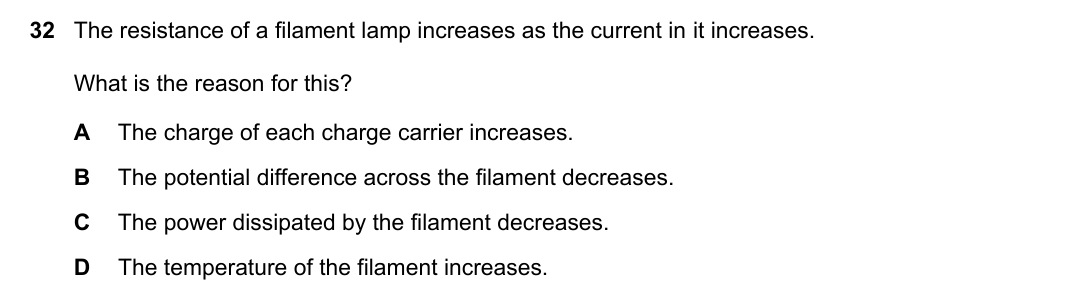 32 The resistance of a filament lamp increases as the current in it increases.
What is the reason for this?
A The charge of each charge carrier increases.
B The potential difference across the filament decreases.
C The power dissipated by the filament decreases.
D The temperature of the filament increases.